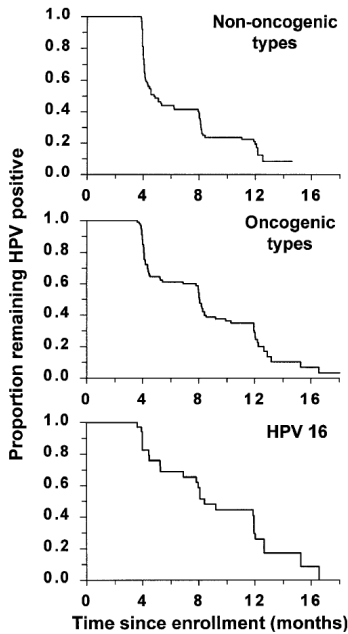 Proportion remaining HPV positive
Non-oncogenic
types
1.0
0.8
0.6
0.4
0.2
0.0
0 4 8 12 16
Oncogenic
types
1.0
0.8
0.6
0.4
0.2
0.0
0 4 8 12 16
HPV 16
1.0
0.8
0.6
0.4
0.2
0.0
0 4 8 12 16
Time since enrollment (months)